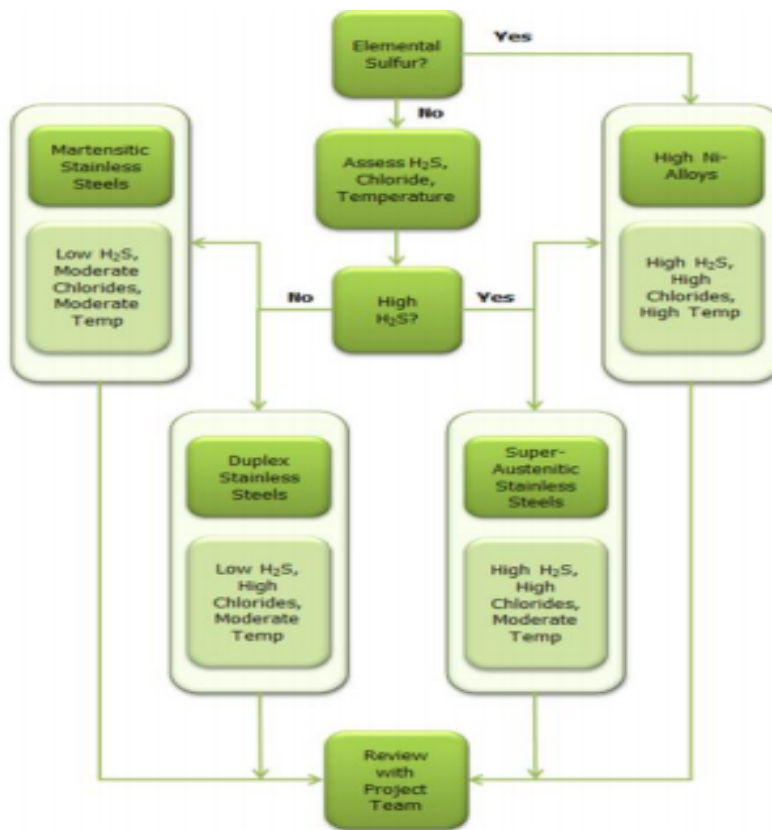 Elemental
Sulfur?
Yes
No
Martensitic
Stainless
Steels
Low H₂S,
Moderate
Chlorides,
Moderate
Temp
Assess H₂S,
Chloride,
Temperature
High Ni-
Alloys
High H₂S,
High
Chlorides,
High Temp
No
High
H₂S?
Yes
Duplex
Stainless
Steels
Low H₂S,
High
Chlorides,
Moderate
Temp
Super-
Austenitic
Stainless
Steels
High H₂S,
High
Chlorides,
Moderate
Temp
Review
with
Project
Team